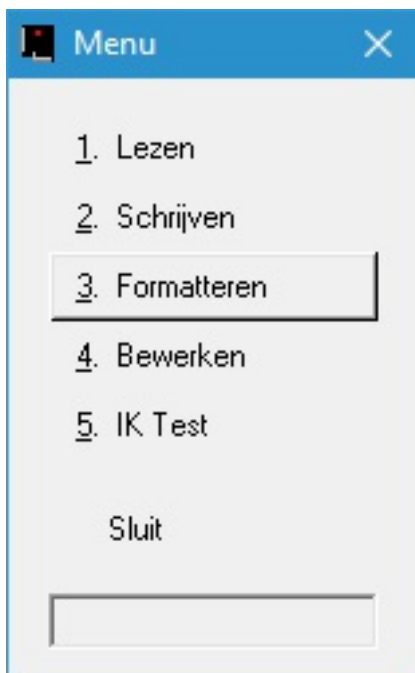 Menu
1. Lezen
2. Schrijven
3. Formatteren
4. Bewerken
5. IK Test
Sluit